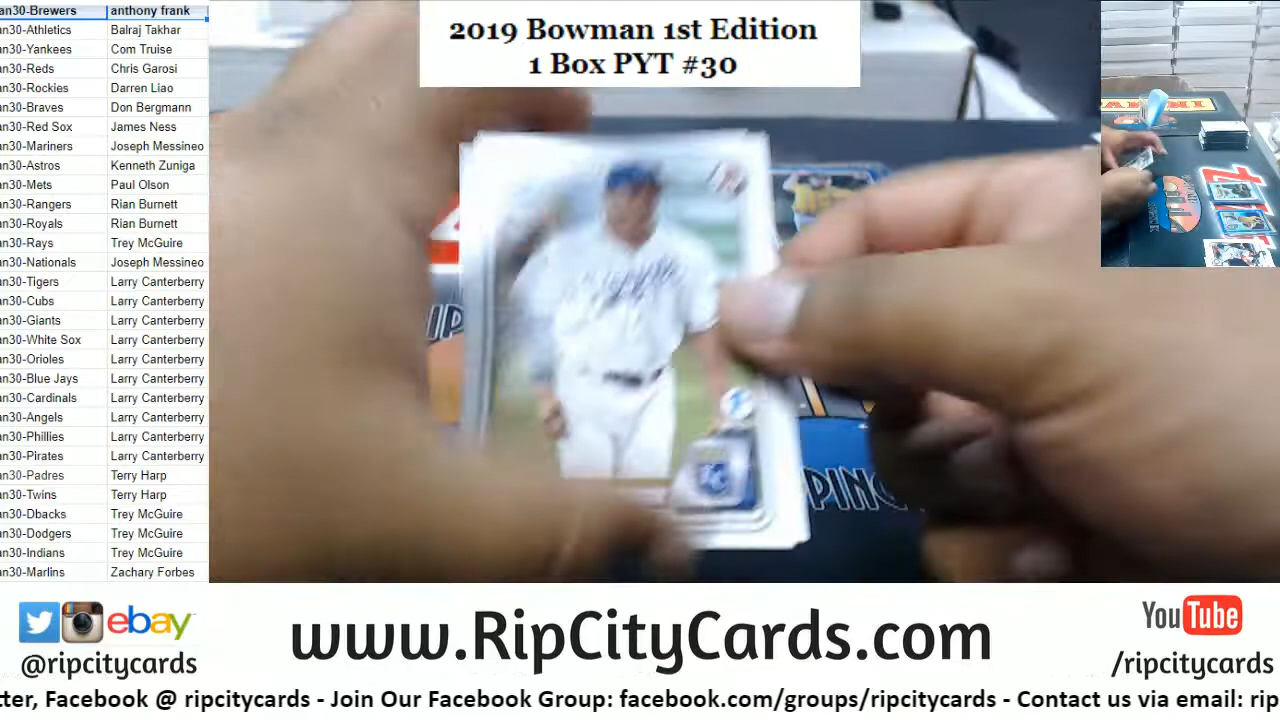 an30-Brewers anthony frank
an30-Athletics Balraj Takhar
an30-Yankees Com Truise
an30-Reds Chris Garosi
an30-Rockies Darren Liao
an30-Braves Don Bergmann
an30-Red Sox James Ness
an30-Mariners Joseph Messineo
an30-Astros Kenneth Zuniga
an30-Mets Paul Olson
an30-Rangers Rian Burnett
an30-Royals Rian Burnett
an30-Rays Trey McGuire
an30-Nationals Joseph Messineo
an30-Tigers Larry Canterberry
an30-Cubs Larry Canterberry
an30-Giants Larry Canterberry
an30-White Sox Larry Canterberry
an30-Orioles Larry Canterberry
an30-Blue Jays Larry Canterberry
an30-Cardinals Larry Canterberry
an30-Angels Larry Canterberry
an30-Phillies Larry Canterberry
an30-Pirates Larry Canterberry
an30-Padres Terry Harp
an30-Twins Terry Harp
an30-Dbacks Trey McGuire
an30-Dodgers Trey McGuire
an30-Indians Trey McGuire
an30-Marlins Zachary Forbes
2019 Bowman 1st Edition
1 Box PYT #30
PANINI
IP
KC
PING
ebay
@ripcitycards
www.RipCityCards.com
YouTube
/ripcitycards
tter, Facebook @ ripcitycards - Join Our Facebook Group: facebook.com/groups/ripcitycards - Contact us via email: rip